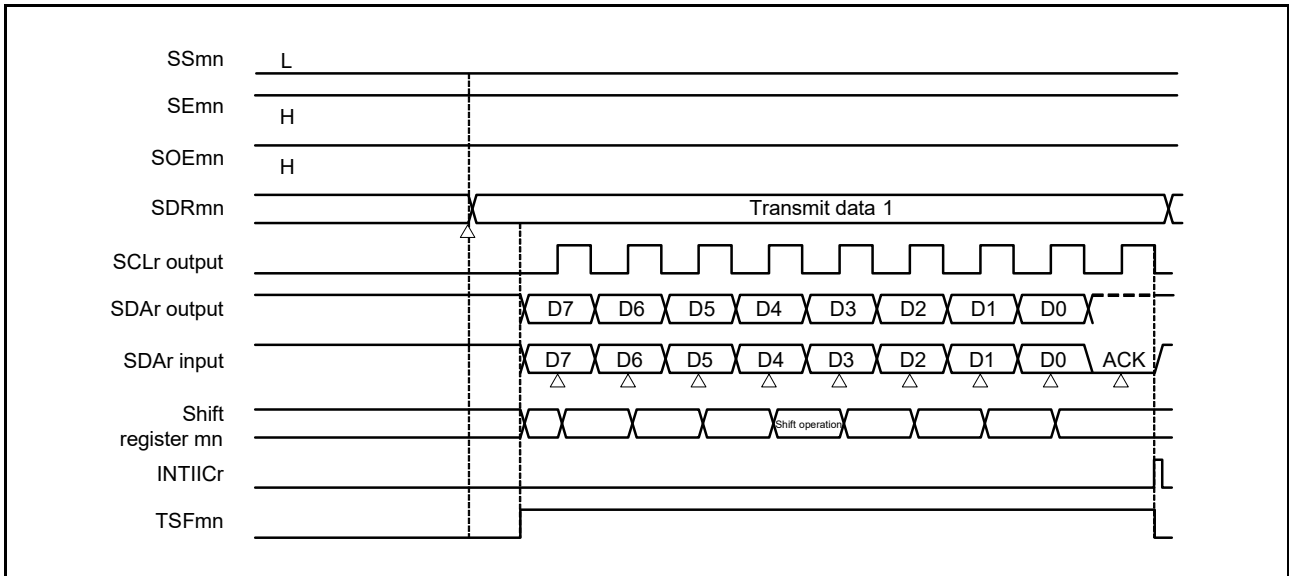 SSmn L
SEmn H
SOEmn H
SDRmn Transmit data 1
SCLr output
SDAr output D7 D6 D5 D4 D3 D2 D1 D0
SDAr input D7 D6 D5 D4 D3 D2 D1 D0 ACK
Shift
register mn Shift operation
INTIICr
TSFmn